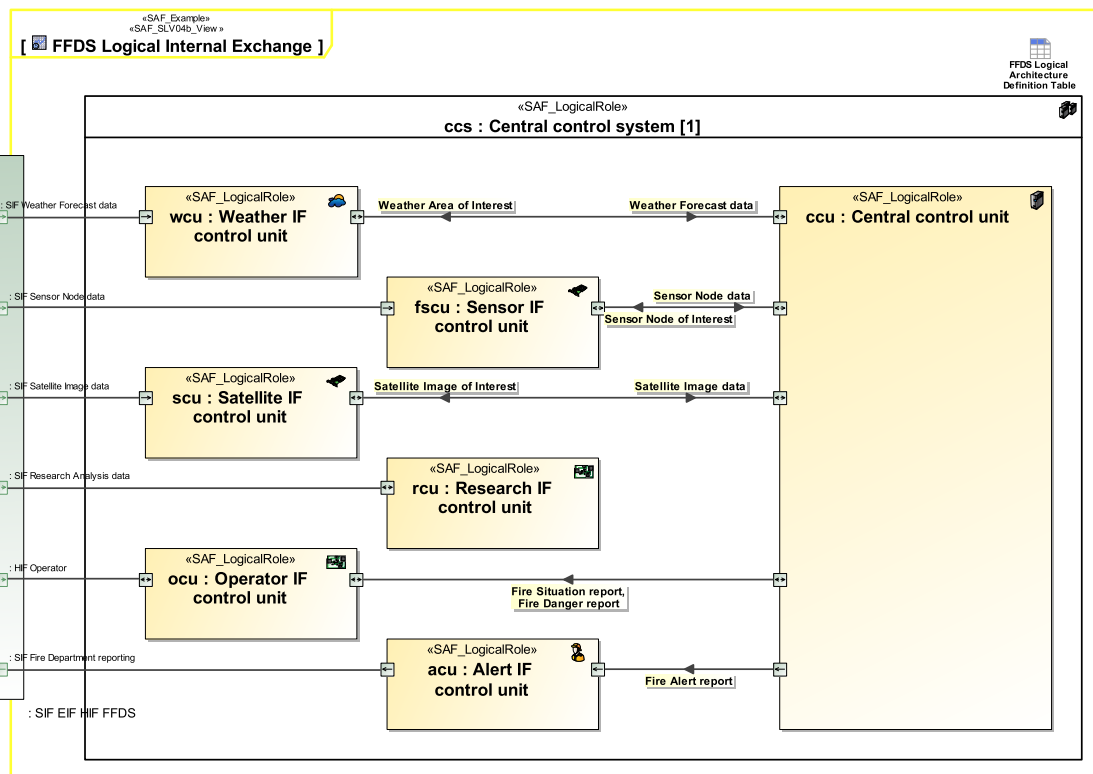 «SAF_Example»
«SAF_SLV04b_View »
[ FFDS Logical Internal Exchange ]
FFDS Logical
Architecture
Definition Table
«SAF_LogicalRole»
ccs : Central control system [1]
: SIF Weather Forecast data
«SAF_LogicalRole»
wcu : Weather IF
control unit
Weather Area of Interest
Weather Forecast data
«SAF_LogicalRole»
ccu : Central control unit
: SIF Sensor Node data
«SAF_LogicalRole»
fscu : Sensor IF
control unit
Sensor Node data
Sensor Node of Interest
: SIF Satellite Image data
«SAF_LogicalRole»
scu : Satellite IF
control unit
Satellite Image of Interest
Satellite Image data
: SIF Research Analysis data
«SAF_LogicalRole»
rcu : Research IF
control unit
: HIF Operator
«SAF_LogicalRole»
ocu : Operator IF
control unit
Fire Situation report,
Fire Danger report
: SIF Fire Department reporting
«SAF_LogicalRole»
acu : Alert IF
control unit
Fire Alert report
: SIF EIF HIF FFDS